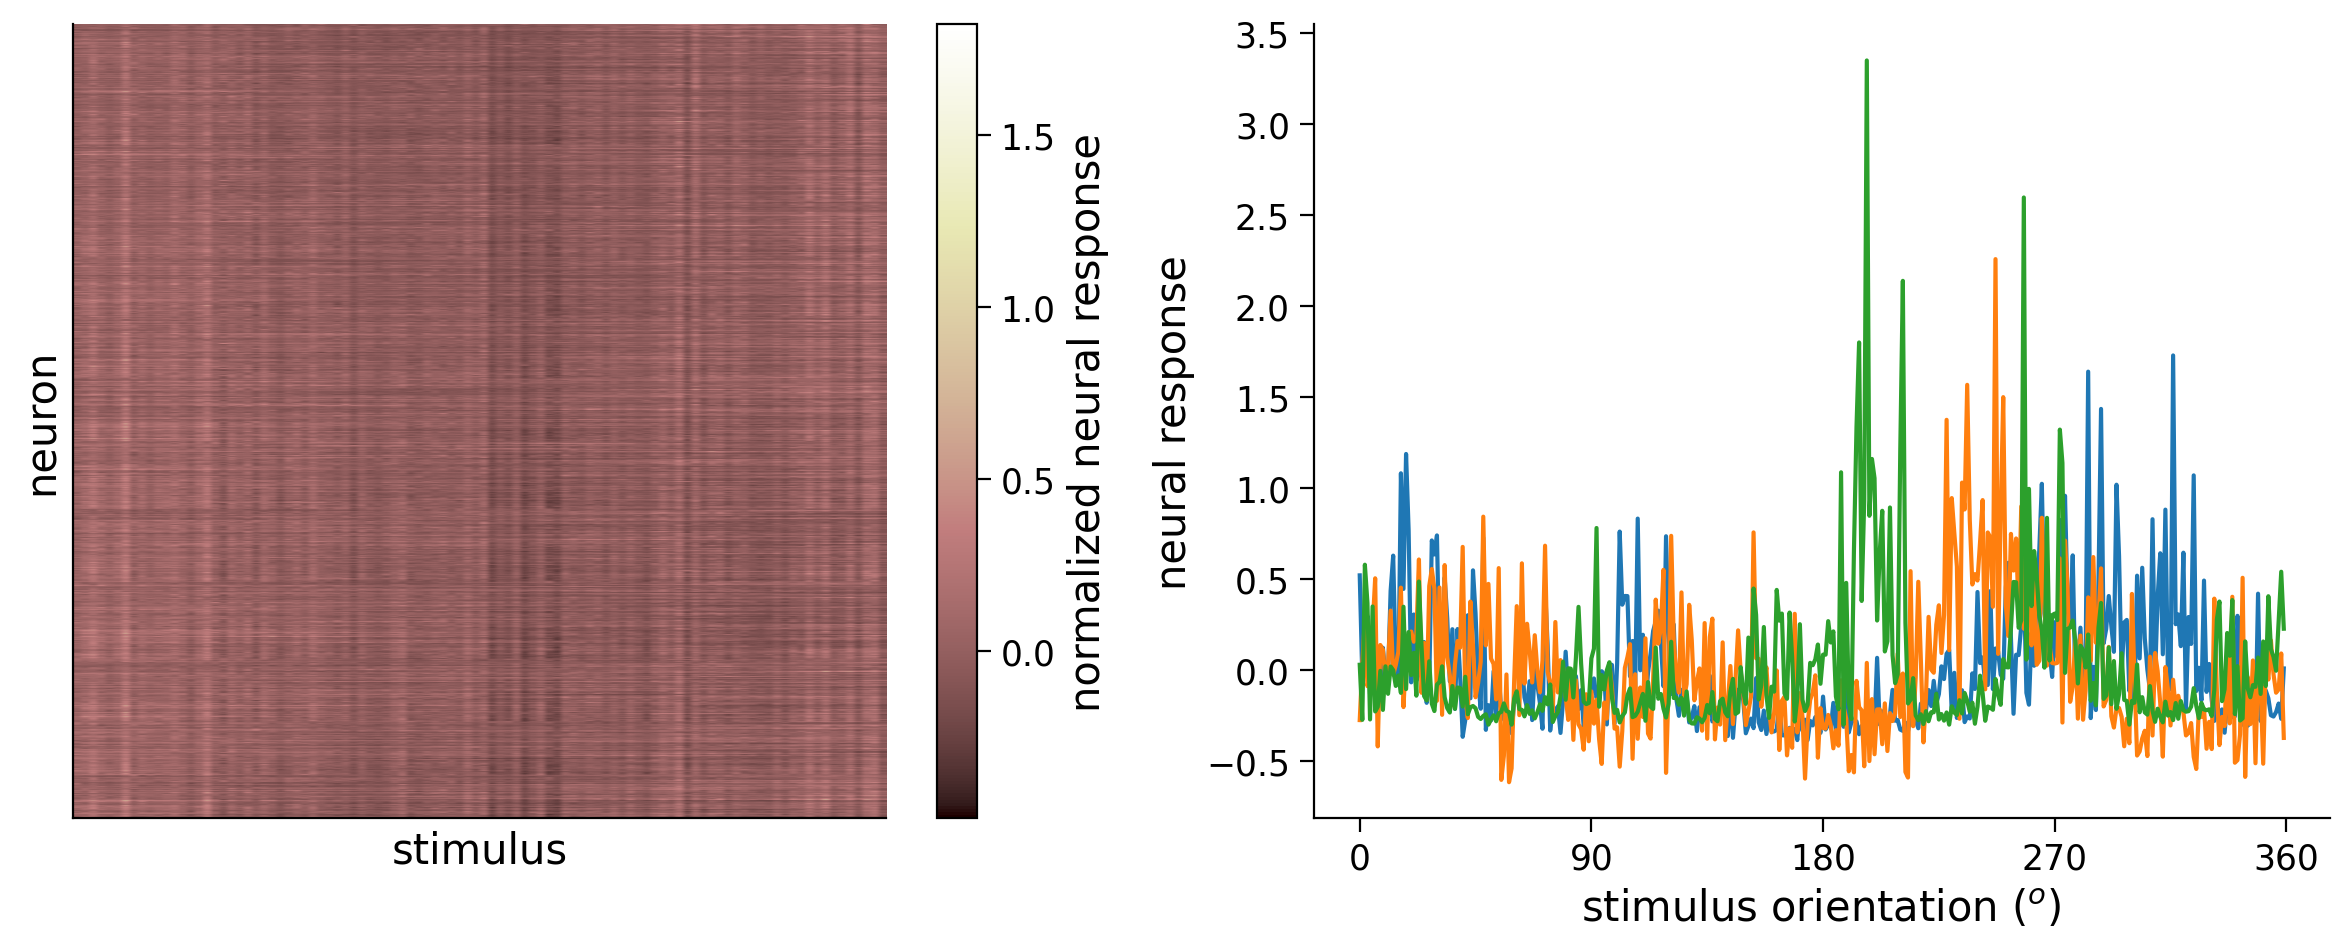 neuron
stimulus
1.5
1.0
0.5
0.0
normalized neural response
neural response
3.5
3.0
2.5
2.0
1.5
1.0
0.5
0.0
−0.5
0 90 180 270 360
stimulus orientation (o)